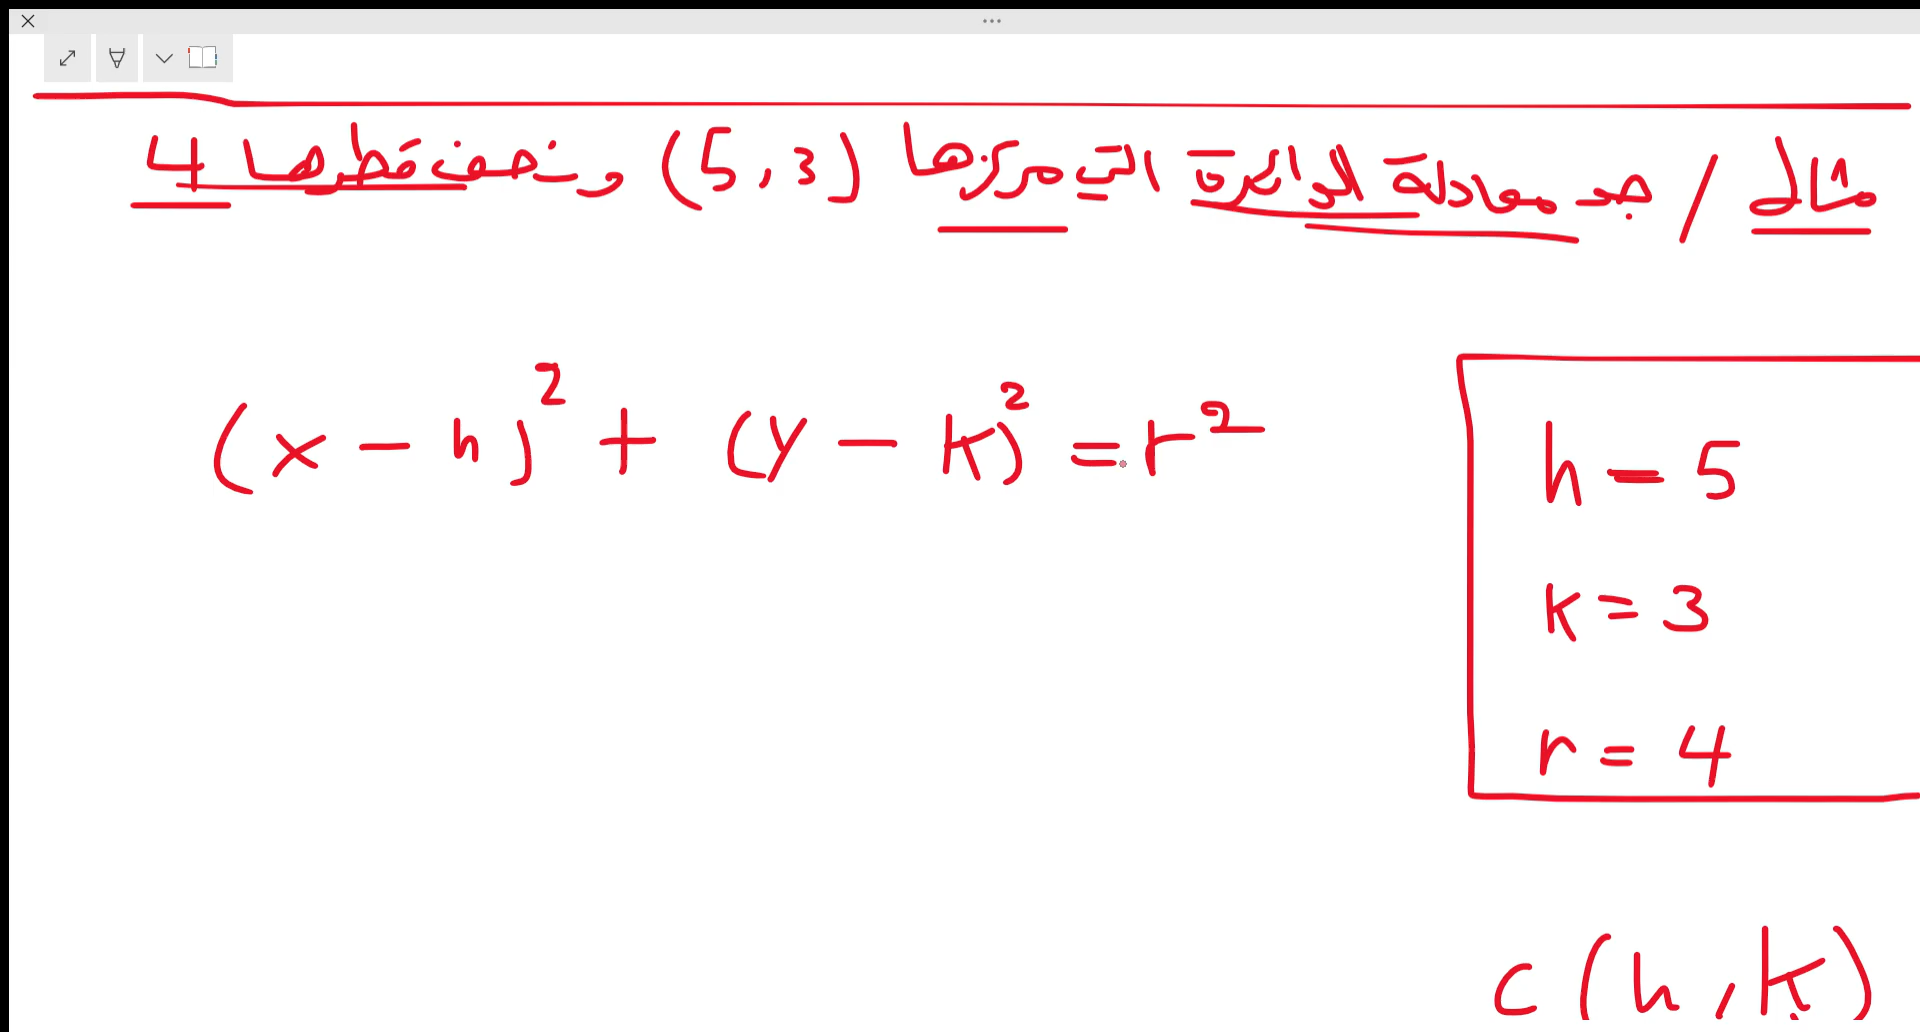 مثال / جد معادلة الدائرة التي مركزها (5,3) ونصف قطرها 4
(x - h)² + (y - k)² = r²
h = 5
k = 3
r = 4
c (h, k)